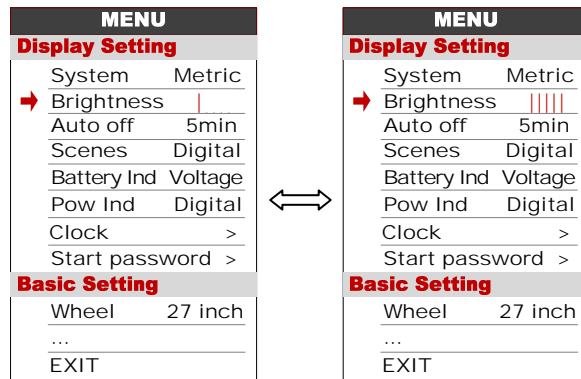 MENU
Display Setting
System Metric
Brightness |
Auto off 5min
Scenes Digital
Battery Ind Voltage
Pow Ind Digital
Clock >
Start password >
Basic Setting
Wheel 27 inch
...
EXIT
MENU
Display Setting
System Metric
Brightness |||||
Auto off 5min
Scenes Digital
Battery Ind Voltage
Pow Ind Digital
Clock >
Start password >
Basic Setting
Wheel 27 inch
...
EXIT